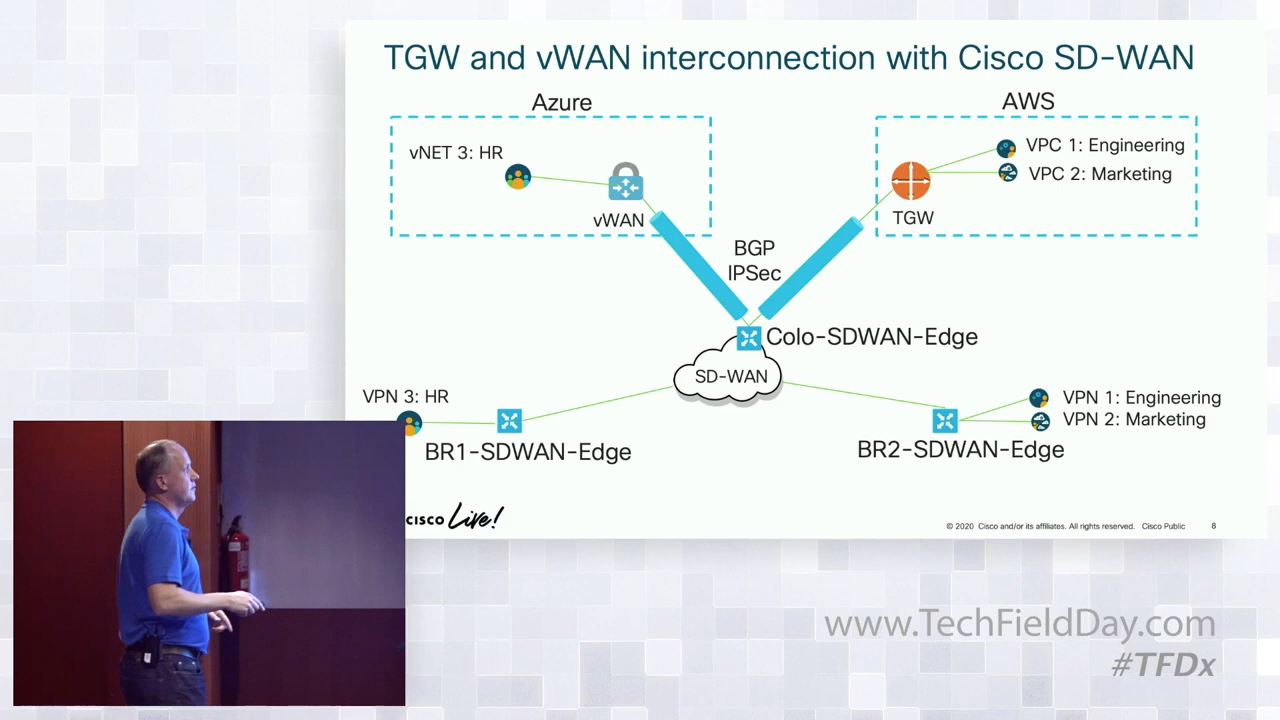 TGW and vWAN interconnection with Cisco SD-WAN
Azure
AWS
vNET 3: HR
vWAN
TGW
VPC 1: Engineering
VPC 2: Marketing
BGP
IPSec
Colo-SDWAN-Edge
SD-WAN
VPN 3: HR
BR1-SDWAN-Edge
VPN 1: Engineering
VPN 2: Marketing
BR2-SDWAN-Edge
CISCO Live!
© 2020 Cisco and/or its affiliates. All rights reserved. Cisco Public 8
www.TechFieldDay.com
#TFDx